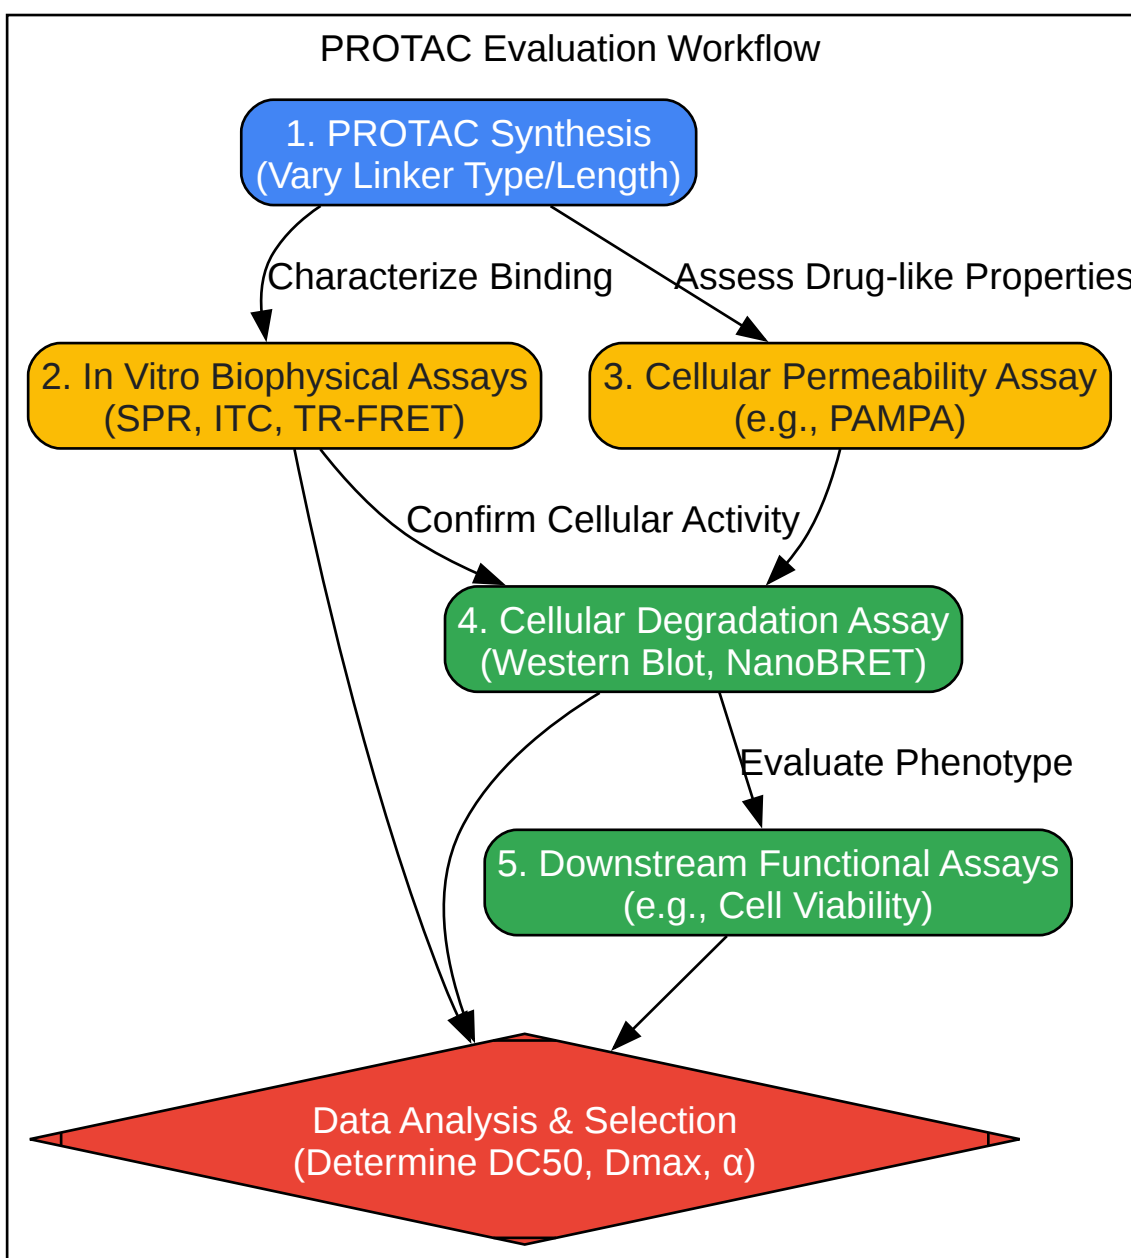 PROTAC Evaluation Workflow
1. PROTAC Synthesis
(Vary Linker Type/Length)
Characterize Binding
Assess Drug-like Properties
2. In Vitro Biophysical Assays
(SPR, ITC, TR-FRET)
3. Cellular Permeability Assay
(e.g., PAMPA)
Confirm Cellular Activity
4. Cellular Degradation Assay
(Western Blot, NanoBRET)
Evaluate Phenotype
5. Downstream Functional Assays
(e.g., Cell Viability)
Data Analysis & Selection
(Determine DC50, Dmax, α)